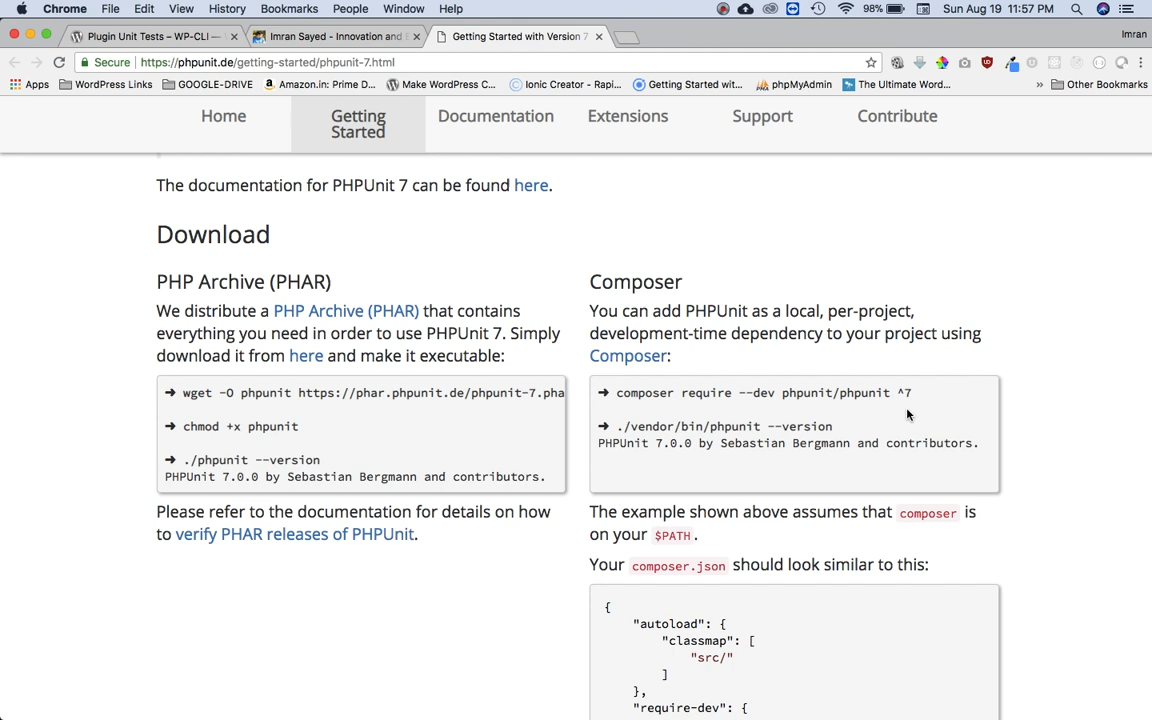 Chrome File Edit View History Bookmarks People Window Help 98% Sun Aug 19 11:57 PM
Plugin Unit Tests – WP-CLI — Imran Sayed - Innovation and Getting Started with Version 7 Imran
Secure https://phpunit.de/getting-started/phpunit-7.html
Apps WordPress Links GOOGLE-DRIVE Amazon.in: Prime D... Make WordPress C... Ionic Creator - Rapi... Getting Started wit... phpMyAdmin The Ultimate Word... » Other Bookmarks
Home Getting Started Documentation Extensions Support Contribute
The documentation for PHPUnit 7 can be found here.
Download
PHP Archive (PHAR)
We distribute a PHP Archive (PHAR) that contains
everything you need in order to use PHPUnit 7. Simply
download it from here and make it executable:
➜ wget -O phpunit https://phar.phpunit.de/phpunit-7.pha
➜ chmod +x phpunit
➜ ./phpunit --version
PHPUnit 7.0.0 by Sebastian Bergmann and contributors.
Please refer to the documentation for details on how
to verify PHAR releases of PHPUnit.
Composer
You can add PHPUnit as a local, per-project,
development-time dependency to your project using
Composer:
➜ composer require --dev phpunit/phpunit ^7
➜ ./vendor/bin/phpunit --version
PHPUnit 7.0.0 by Sebastian Bergmann and contributors.
The example shown above assumes that composer is
on your $PATH.
Your composer.json should look similar to this:
{
"autoload": {
"classmap": [
"src/"
]
},
"require-dev": {